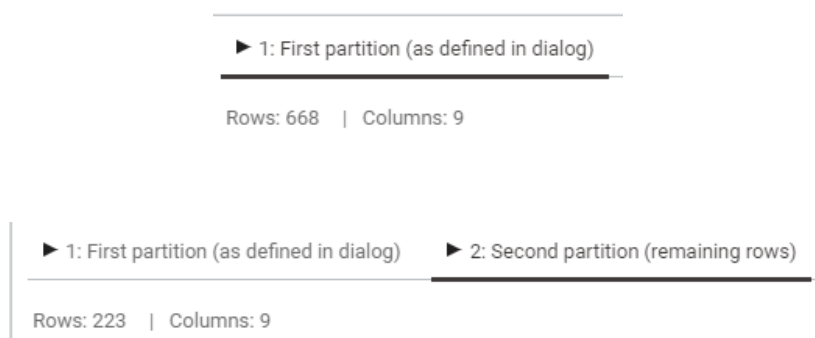 ► 1: First partition (as defined in dialog)
Rows: 668 | Columns: 9
► 1: First partition (as defined in dialog) ► 2: Second partition (remaining rows)
Rows: 223 | Columns: 9